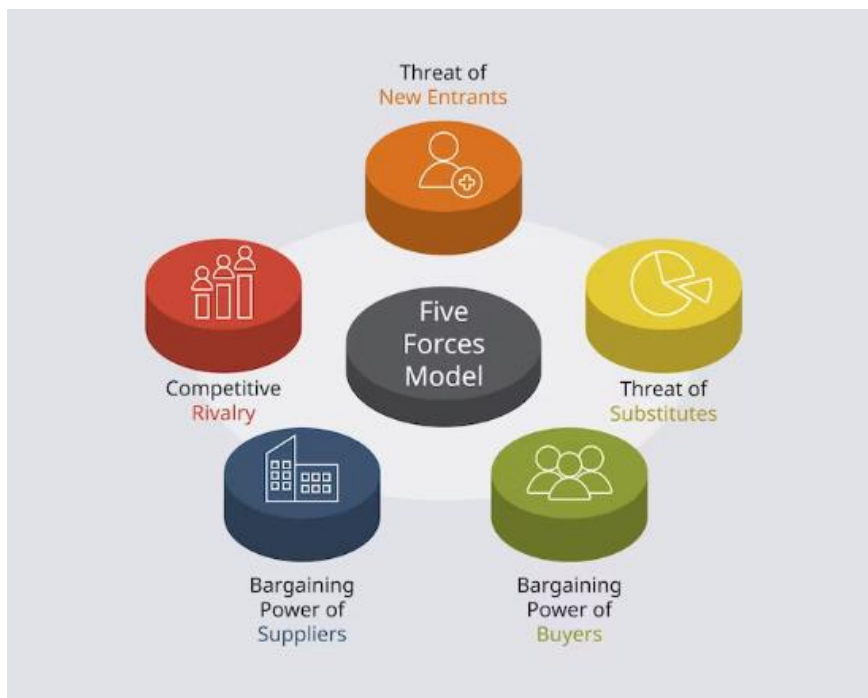 Threat of
New Entrants
Five
Forces
Model
Competitive
Rivalry
Threat of
Substitutes
Bargaining
Power of
Suppliers
Bargaining
Power of
Buyers